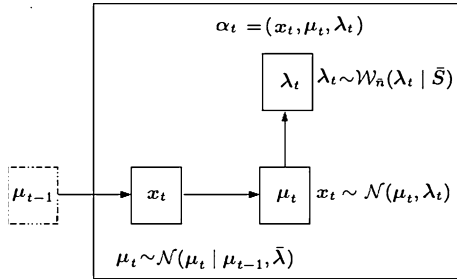 α_t = (x_t, μ_t, λ_t)
λ_t λ_t ~ W_n̄(λ_t | S̄)
μ_{t−1} x_t μ_t x_t ~ N(μ_t, λ_t)
μ_t ~ N(μ_t | μ_{t−1}, λ̄)